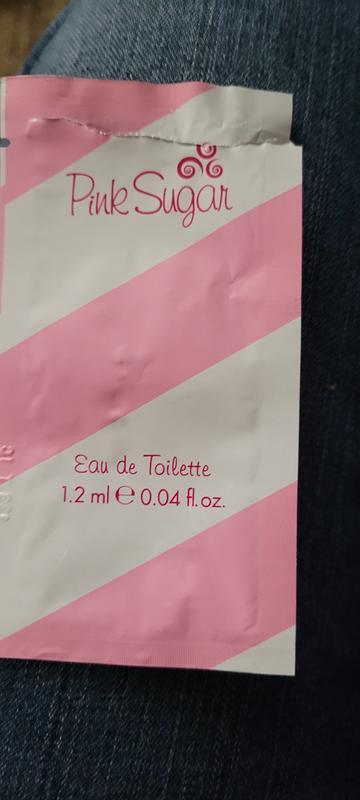 Pink Sugar
Eau de Toilette
1.2 ml ℮ 0.04 fl.oz.